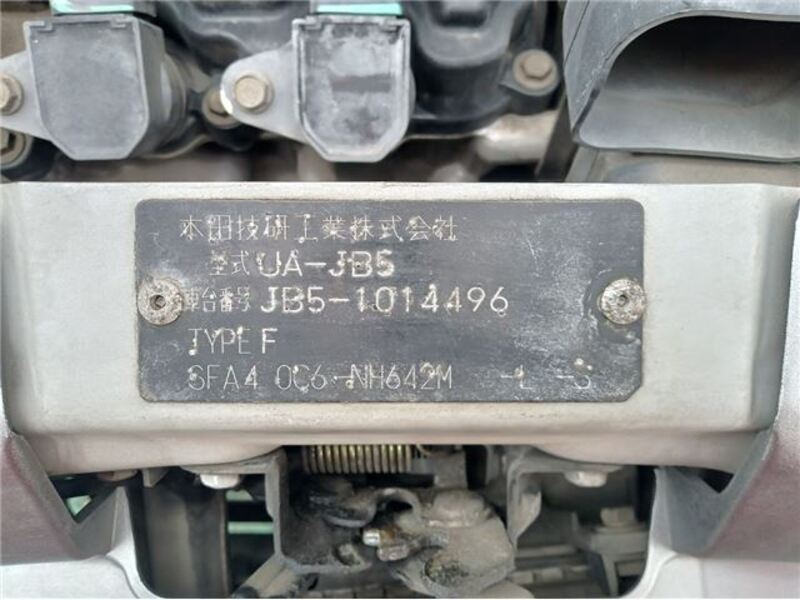 本田技研工業株式会社
型式 UA-JB5
車台番号 JB5-1014496
TYPE F
SFA4 0C6-NH642M -L -S